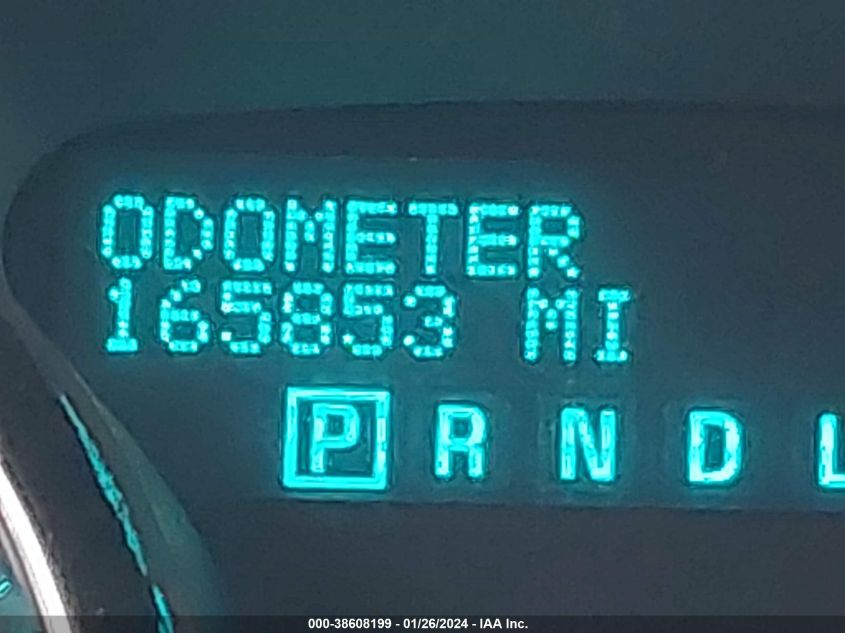 ODOMETER
165853 MI
P R N D L
000-38608199 - 01/26/2024 - IAA Inc.